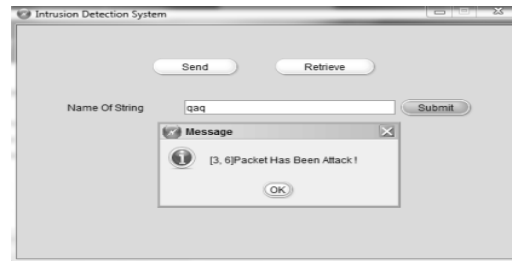 Intrusion Detection System
Send Retrieve
Name Of String qaq Submit
Message
[3, 6]Packet Has Been Attack !
OK